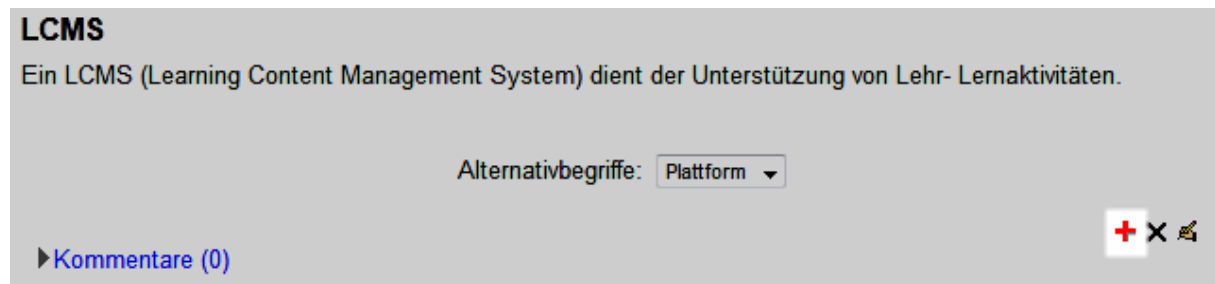 LCMS
Ein LCMS (Learning Content Management System) dient der Unterstützung von Lehr- Lernaktivitäten.
Alternativbegriffe: Plattform
Kommentare (0)